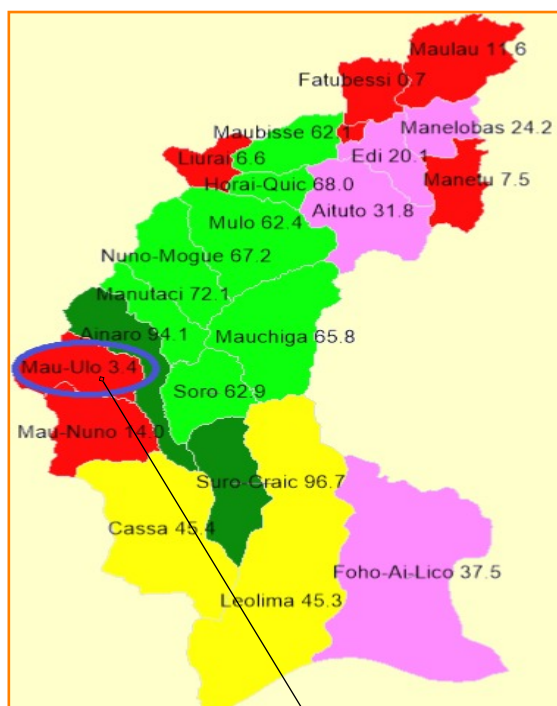 Maulau 11.6
Fatubessi 0.7
Maubisse 62.1
Manelobas 24.2
Liurai 6.6
Edi 20.1
Horai-Quic 68.0
Manetu 7.5
Aituto 31.8
Mulo 62.4
Nuno-Mogue 67.2
Manutaci 72.1
Ainaro 94.1
Mauchiga 65.8
Mau-Ulo 3.4
Soro 62.9
Mau-Nuno 14.0
Suro-Craic 96.7
Cassa 45.4
Foho-Ai-Lico 37.5
Leolima 45.3